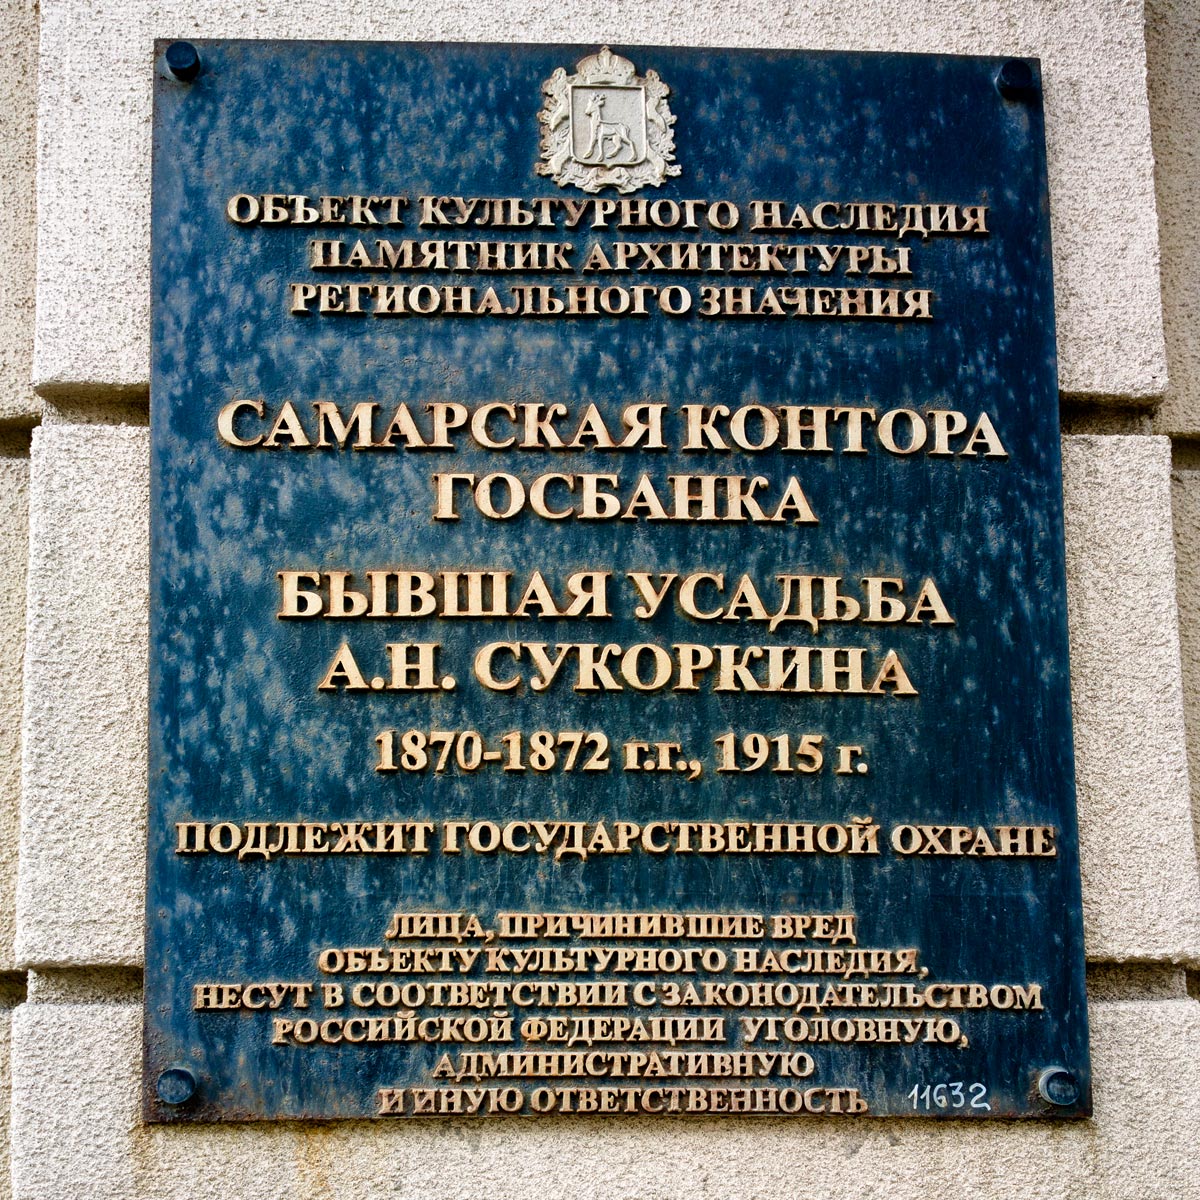 ОБЪЕКТ КУЛЬТУРНОГО НАСЛЕДИЯ
ПАМЯТНИК АРХИТЕКТУРЫ
РЕГИОНАЛЬНОГО ЗНАЧЕНИЯ
САМАРСКАЯ КОНТОРА
ГОСБАНКА
БЫВШАЯ УСАДЬБА
А.Н. СУКОРКИНА
1870-1872 г.г., 1915 г.
ПОДЛЕЖИТ ГОСУДАРСТВЕННОЙ ОХРАНЕ
ЛИЦА, ПРИЧИНИВШИЕ ВРЕД
ОБЪЕКТУ КУЛЬТУРНОГО НАСЛЕДИЯ,
НЕСУТ В СООТВЕТСТВИИ С ЗАКОНОДАТЕЛЬСТВОМ
РОССИЙСКОЙ ФЕДЕРАЦИИ УГОЛОВНУЮ,
АДМИНИСТРАТИВНУЮ
И ИНУЮ ОТВЕТСТВЕННОСТЬ
11632